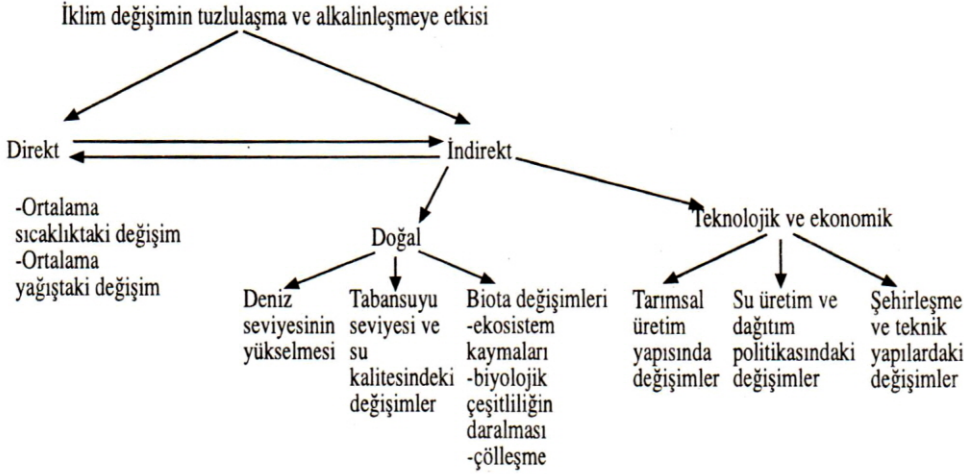 İklim değişimin tuzlulaşma ve alkalinleşmeye etkisi
Direkt
İndirekt
-Ortalama
sıcaklıktaki değişim
-Ortalama
yağıştaki değişim
Doğal
Teknolojik ve ekonomik
Deniz
seviyesinin
yükselmesi
Tabansuyu
seviyesi ve
su
kalitesindeki
değişimler
Biota değişimleri
-ekosistem
kaymaları
-biyolojik
çeşitliliğin
daralması
-çölleşme
Tarımsal
üretim
yapısında
değişimler
Su üretim ve
dağıtım
politikasındaki
değişimler
Şehirleşme
ve teknik
yapılardaki
değişimler